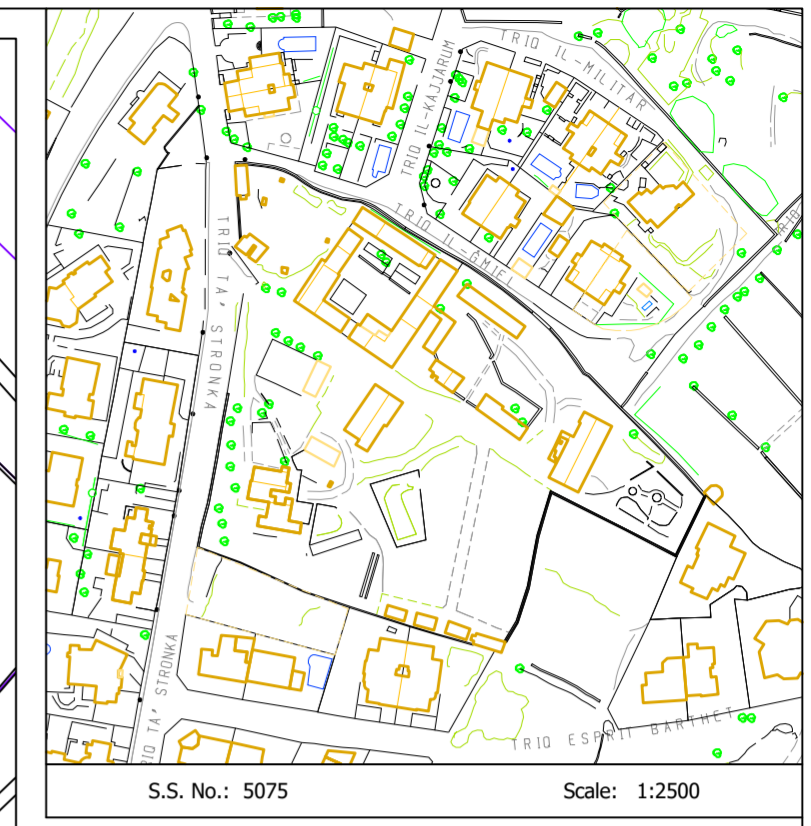 TRIQ IL-MILITAR
TRIQ IL-KAJJARUM
TRIQ IL-GMIEL
TRIQ TA' STRONKA
TRIQ
RIQ TA' STRONKA
TRIQ ESPRIT BARTHET
S.S. No.: 5075 Scale: 1:2500